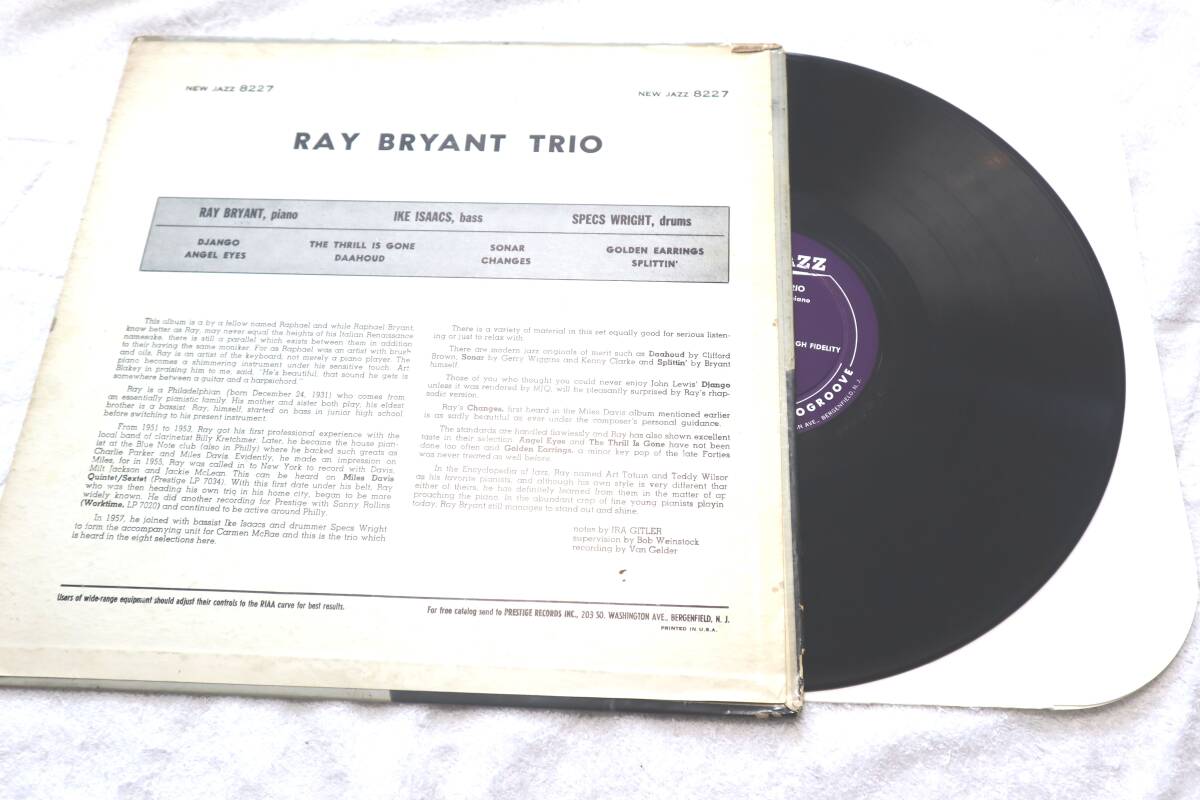 NEW JAZZ 8227
NEW JAZZ 8227
RAY BRYANT TRIO
RAY BRYANT, piano
IKE ISAACS, bass
SPECS WRIGHT, drums
DJANGO
ANGEL EYES
THE THRILL IS GONE
DAAHOUD
SONAR
CHANGES
GOLDEN EARRINGS
SPLITTIN'
This album is a by a fellow named Raphael and while Raphael Bryant,
know better as Ray, may never equal the heights of his Italian Renaissance
namesake, there is still a parallel which exists between them in addition
to their having the same moniker. For as Raphael was an artist with brush
and oils, Ray is an artist of the keyboard, not merely a piano player. The
piano becomes a shimmering instrument under his sensitive touch. Art
Blakey in praising him to me, said, "He's beautiful, that sound he gets is
somewhere between a guitar and a harpsichord."
Ray is a Philadelphian (born December 24, 1931) who comes from
an essentially pianistic family. His mother and sister both play, his eldest
brother is a bassist. Ray, himself, started on bass in junior high school
before switching to his present instrument.
From 1951 to 1953, Ray got his first professional experience with the
local band of clarinetist Billy Kretchmer. Later, he became the house pian-
ist at the Blue Note club (also in Philly) where he backed such greats as
Charlie Parker and Miles Davis. Evidently, he made an impression on
Miles, for in 1955, Ray was called in to New York to record with Davis,
Milt Jackson and Jackie McLean. This can be heard on Miles Davis
Quintet/Sextet (Prestige LP 7034). With this first date under his belt, Ray
who was then heading his own trio in his home city, began to be more
widely known. He did another recording for Prestige with Sonny Rollins
(Worktime, LP 7020) and continued to be active around Philly.
In 1957, he joined with bassist Ike Isaacs and drummer Specs Wright
to form the accompanying unit for Carmen McRae and this is the trio which
is heard in the eight selections here.
There is a variety of material in this set equally good for serious listen-
ing or just to relax with.
There are modern jazz originals of merit such as Daahoud by Clifford
Brown, Sonar by Gerry Wiggins and Kenny Clarke and Splittin' by Bryant
himself.
Those of you who thought you could never enjoy John Lewis' Django
unless it was rendered by MJQ, will be pleasantly surprised by Ray's rhap-
sodic version.
Ray's Changes, first heard in the Miles Davis album mentioned earlier
is as sadly beautiful as ever under the composer's personal guidance.
The standards are handled flawlessly and Ray has also shown excellent
taste in their selection. Angel Eyes and The Thrill Is Gone have not been
done too often and Golden Earrings, a minor key pop of the late Forties
was never treated as well before.
In the Encyclopedia of Jazz, Ray named Art Tatum and Teddy Wilson
as his favorite pianists, and although his own style is very different than
either of theirs, he has definitely learned from them in the matter of ap
proaching the piano. In the abundant crop of fine young pianists playin
today, Ray Bryant still manages to stand out and shine.
notes by IRA GITLER
supervision by Bob Weinstock
recording by Van Gelder
Users of wide-range equipment should adjust their controls to the RIAA curve for best results.
For free catalog send to PRESTIGE RECORDS INC., 203 SO. WASHINGTON AVE., BERGENFIELD, N. J.
PRINTED IN U.S.A.
AZZ
RIO
piano
GH FIDELITY
OGROOVE
N AVE., BERGENFIELD, N. J.